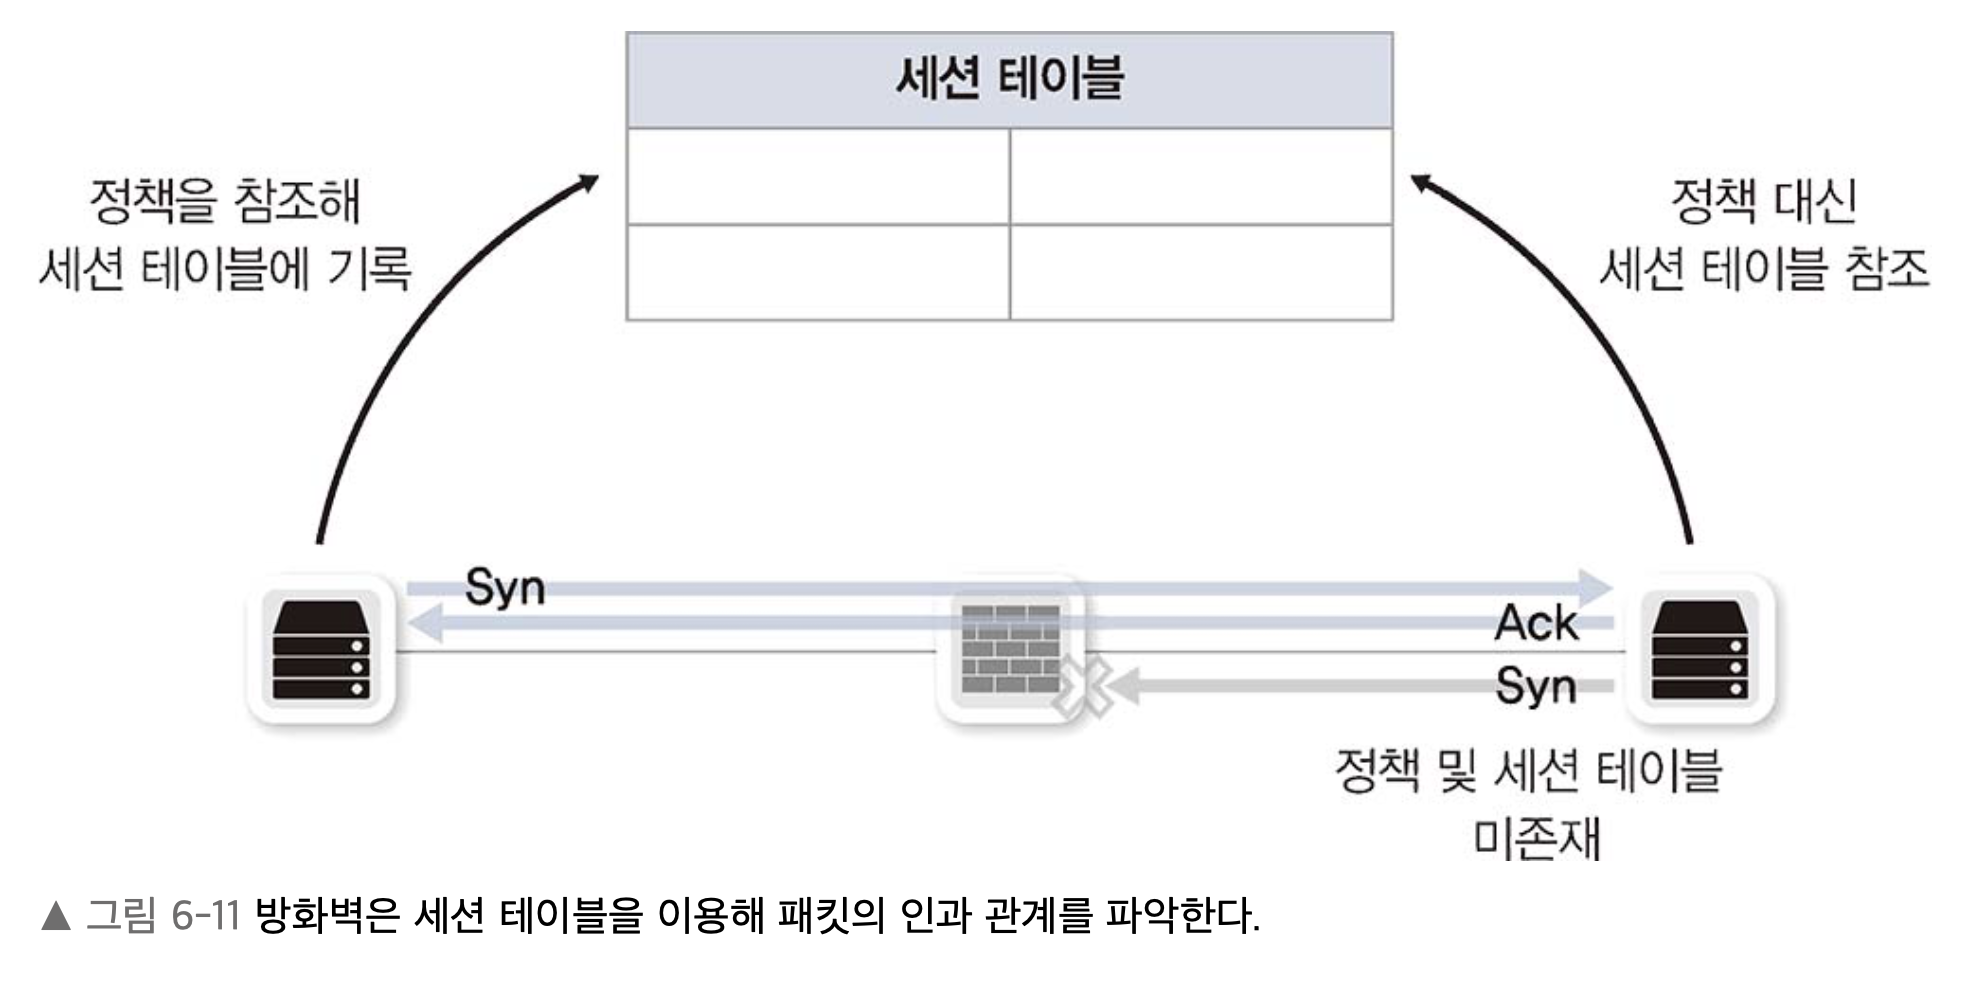 세션 테이블
정책을 참조해
세션 테이블에 기록
정책 대신
세션 테이블 참조
Syn
Ack
Syn
정책 및 세션 테이블
미존재
▲ 그림 6-11 방화벽은 세션 테이블을 이용해 패킷의 인과 관계를 파악한다.